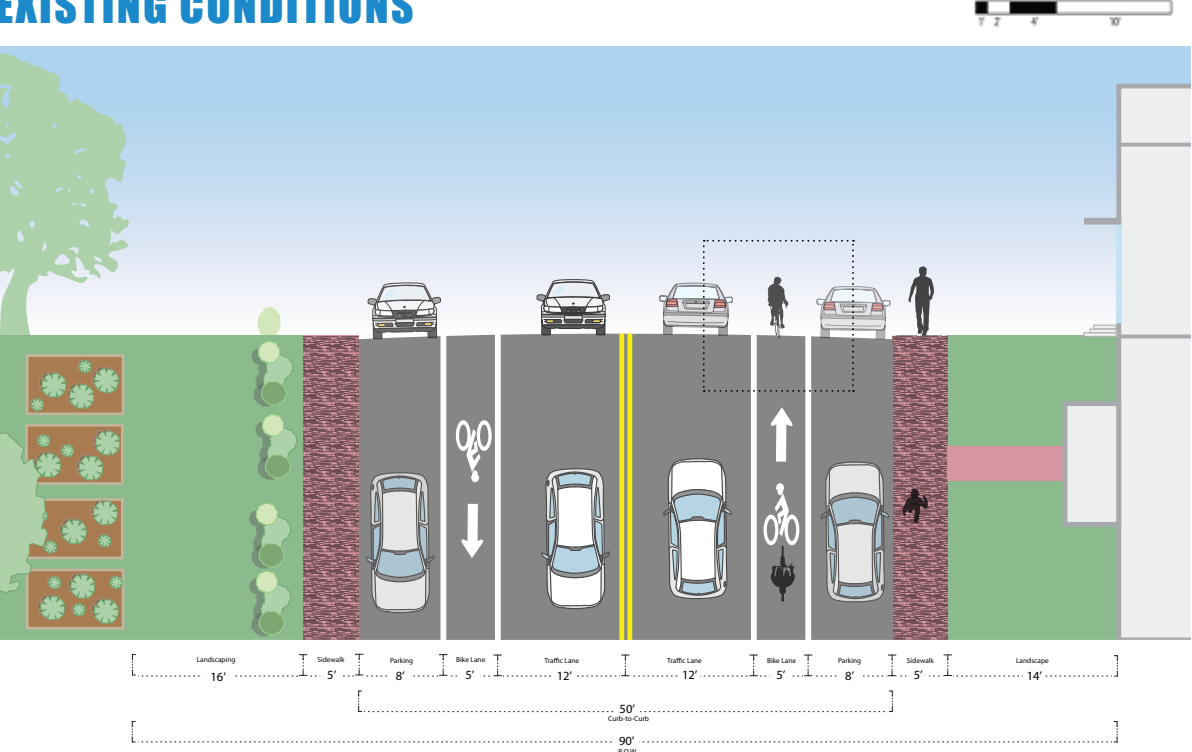 EXISTING CONDITIONS
1' 2' 4' 10'
Landscaping Sidewalk Parking Bike Lane Traffic Lane Traffic Lane Bike Lane Parking Sidewalk Landscape
16' 5' 8' 5' 12' 12' 5' 8' 5' 14'
50'
Curb-to-Curb
90'
R.O.W.